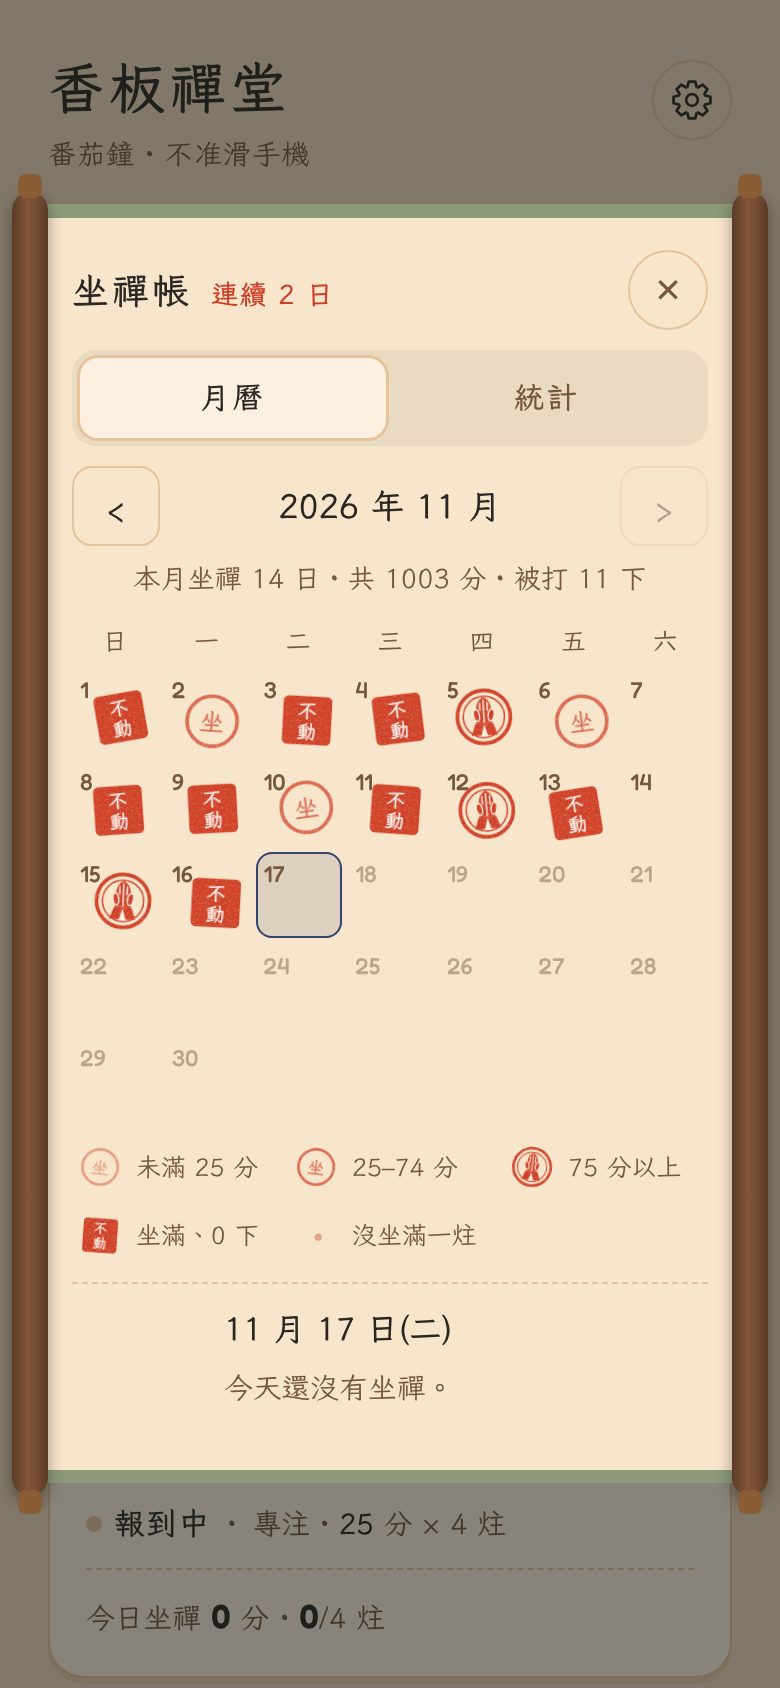 香板禪堂
番茄鐘・不准滑手機
坐禪帳 連續 2 日
×
月曆 統計
< 2026 年 11 月 >
本月坐禪 14 日・共 1003 分・被打 11 下
日 一 二 三 四 五 六
1 不動 2 坐 3 不動 4 不動 5 6 坐 7
8 不動 9 不動 10 坐 11 不動 12 13 不動 14
15 16 不動 17 18 19 20 21
22 23 24 25 26 27 28
29 30
坐 未滿 25 分 坐 25–74 分 75 分以上
不動 坐滿、0 下 沒坐滿一炷
11 月 17 日(二)
今天還沒有坐禪。
報到中 · 專注・25 分 × 4 炷
今日坐禪 0 分・0/4 炷